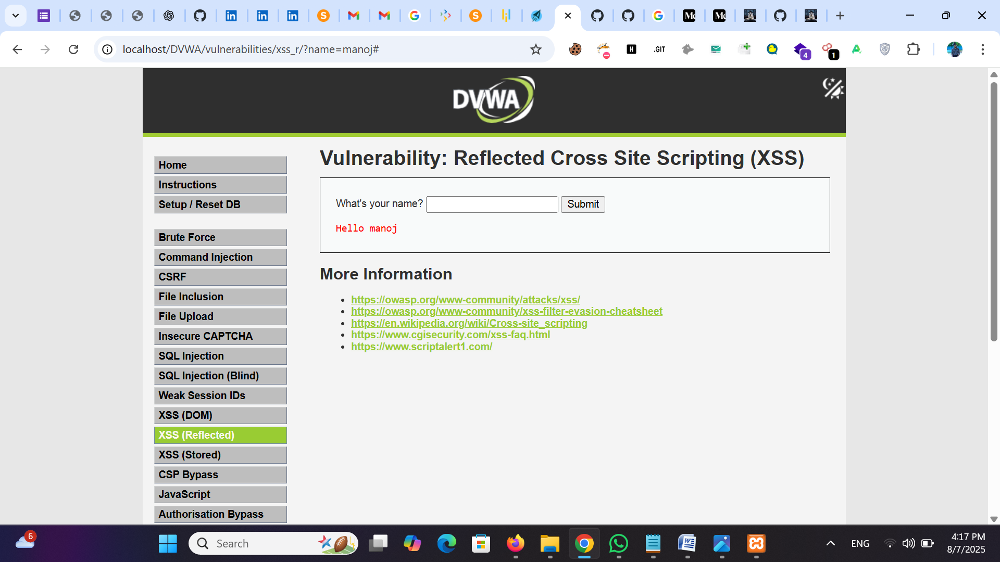 localhost/DVWA/vulnerabilities/xss_r/?name=manoj#
H
.GIT
4
1
DVWA
Vulnerability: Reflected Cross Site Scripting (XSS)
Home
Instructions
Setup / Reset DB
What's your name?
Submit
Hello manoj
Brute Force
Command Injection
CSRF
File Inclusion
File Upload
Insecure CAPTCHA
SQL Injection
SQL Injection (Blind)
Weak Session IDs
XSS (DOM)
XSS (Reflected)
XSS (Stored)
CSP Bypass
JavaScript
Authorisation Bypass
More Information
https://owasp.org/www-community/attacks/xss/
https://owasp.org/www-community/xss-filter-evasion-cheatsheet
https://en.wikipedia.org/wiki/Cross-site_scripting
https://www.cgisecurity.com/xss-faq.html
https://www.scriptalert1.com/
6
Search
ENG
4:17 PM
8/7/2025